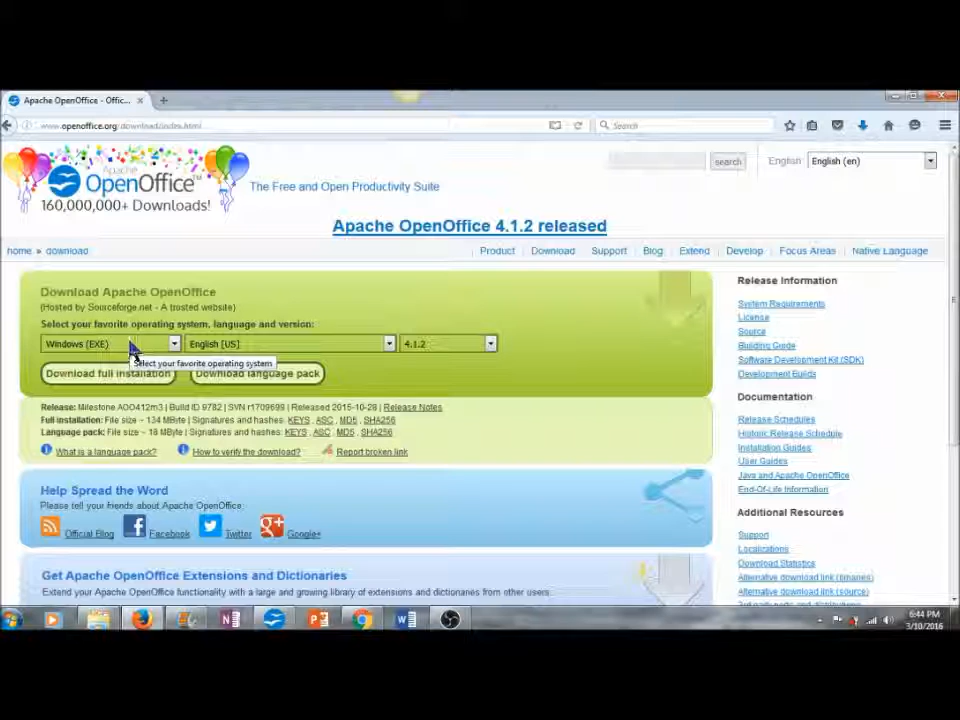 Apache OpenOffice - Offic...
www.openoffice.org/download/index.html
Search
Apache
OpenOffice™
160,000,000+ Downloads!
The Free and Open Productivity Suite
search
English
English (en)
Apache OpenOffice 4.1.2 released
home » download
Product
Download
Support
Blog
Extend
Develop
Focus Areas
Native Language
Download Apache OpenOffice
(Hosted by Sourceforge.net - A trusted website)
Select your favorite operating system, language and version:
Windows (EXE)
English [US]
4.1.2
Select your favorite operating system
Download full installation
Download language pack
Release: Milestone AOO412m3 | Build ID 9782 | SVN r1709699 | Released 2015-10-28 | Release Notes
Full installation: File size ~ 134 MByte | Signatures and hashes: KEYS , ASC , MD5 , SHA256
Language pack: File size ~ 18 MByte | Signatures and hashes: KEYS , ASC , MD5 , SHA256
What is a language pack?
How to verify the download?
Report broken link
Help Spread the Word
Please tell your friends about Apache OpenOffice:
Official Blog
Facebook
Twitter
Google+
Get Apache OpenOffice Extensions and Dictionaries
Extend your Apache OpenOffice functionality with a large and growing library of extensions and dictionaries from other users.
Release Information
System Requirements
License
Source
Building Guide
Software Development Kit (SDK)
Development Builds
Documentation
Release Schedules
Historic Release Schedule
Installation Guides
User Guides
Java and Apache OpenOffice
End-Of-Life Information
Additional Resources
Support
Localizations
Download Statistics
Alternative download link (binaries)
Alternative download link (source)
6:44 PM
3/10/2016